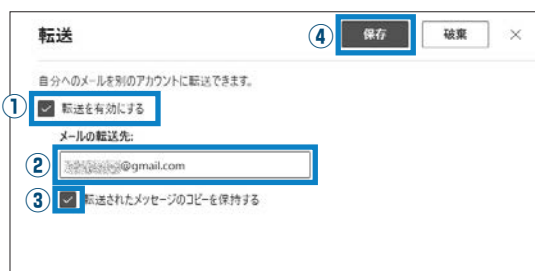 転送
④
保存
破棄
自分へのメールを別のアカウントに転送できます。
①
転送を有効にする
メールの転送先:
②
@gmail.com
③
転送されたメッセージのコピーを保持する